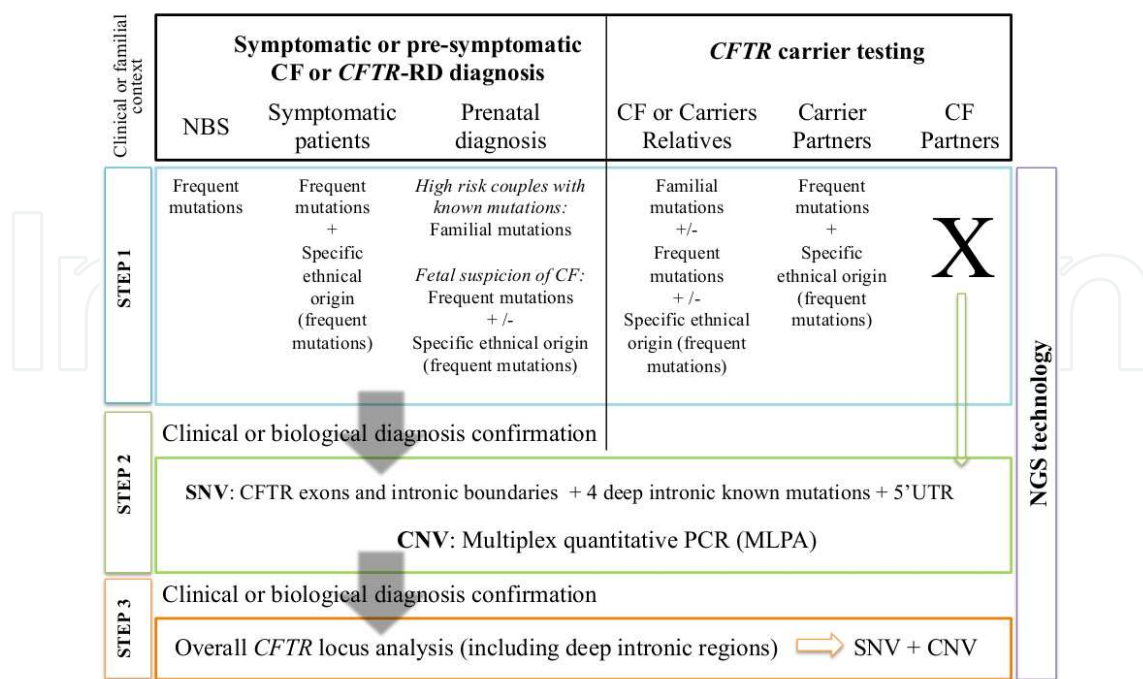 Clinical or familial
context
Symptomatic or pre-symptomatic
CF or CFTR-RD diagnosis
CFTR carrier testing
NBS
Symptomatic
patients
Prenatal
diagnosis
CF or Carriers
Relatives
Carrier
Partners
CF
Partners
STEP 1
Frequent
mutations
Frequent
mutations
+
Specific
ethnical
origin
(frequent
mutations)
High risk couples with
known mutations:
Familial mutations
Fetal suspicion of CF:
Frequent mutations
+ /-
Specific ethnical origin
(frequent mutations)
Familial
mutations
+/-
Frequent
mutations
+ /-
Specific ethnical
origin (frequent
mutations)
Frequent
mutations
+
Specific
ethnical origin
(frequent
mutations)
X
NGS technology
STEP 2
Clinical or biological diagnosis confirmation
SNV: CFTR exons and intronic boundaries + 4 deep intronic known mutations + 5'UTR
CNV: Multiplex quantitative PCR (MLPA)
STEP 3
Clinical or biological diagnosis confirmation
Overall CFTR locus analysis (including deep intronic regions)
SNV + CNV